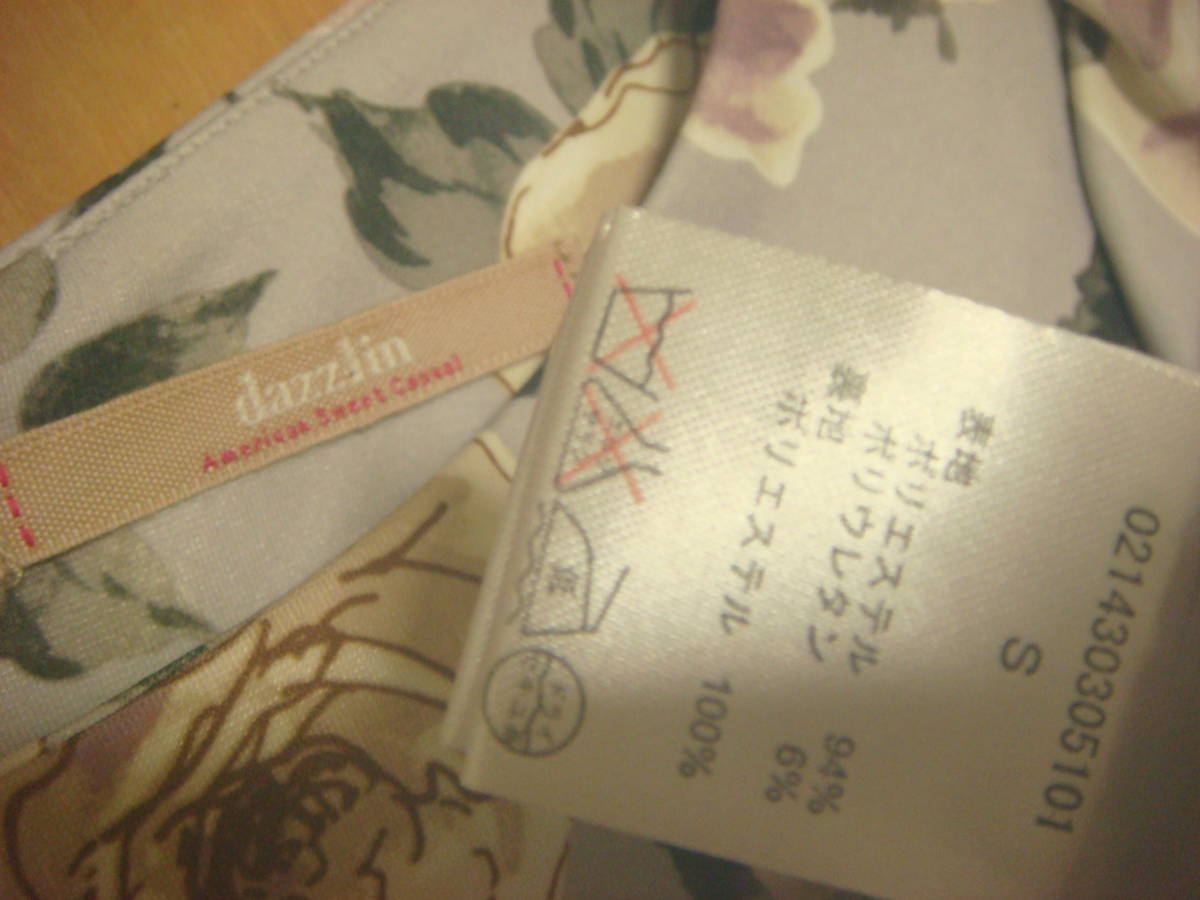 dazzlin
American Sweet Casual
021430305101
S
表地
ポリエステル 94%
ポリウレタン 6%
裏地
ポリエステル 100%